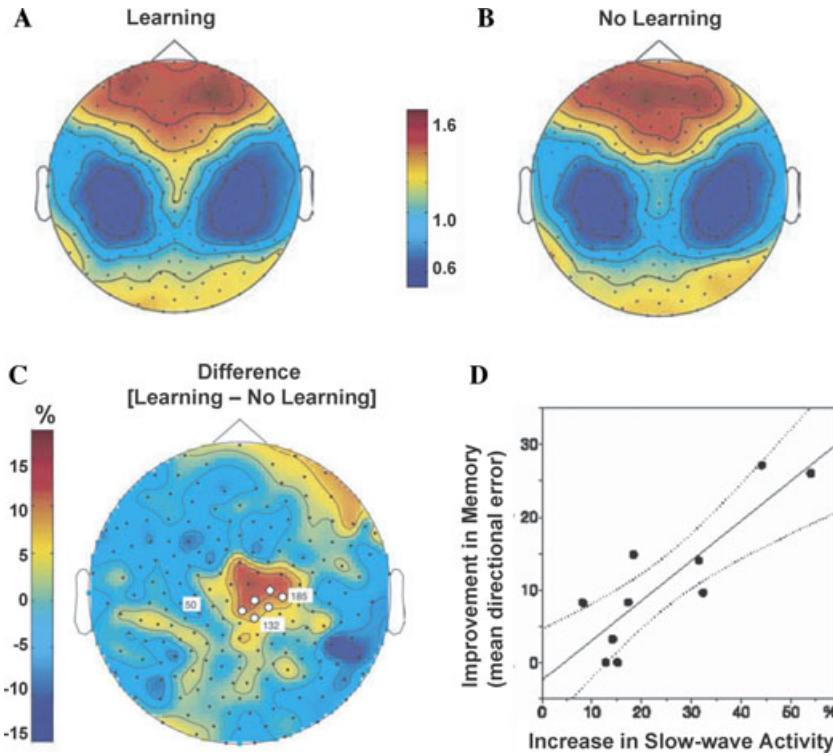 A
Learning
B
No Learning
1.6
1.0
0.6
C
Difference
[Learning – No Learning]
%
15
10
5
0
-5
-10
-15
50
185
132
D
Improvement in Memory
(mean directional error)
30
20
10
0
0
10
20
30
40
50
%
Increase in Slow-wave Activity